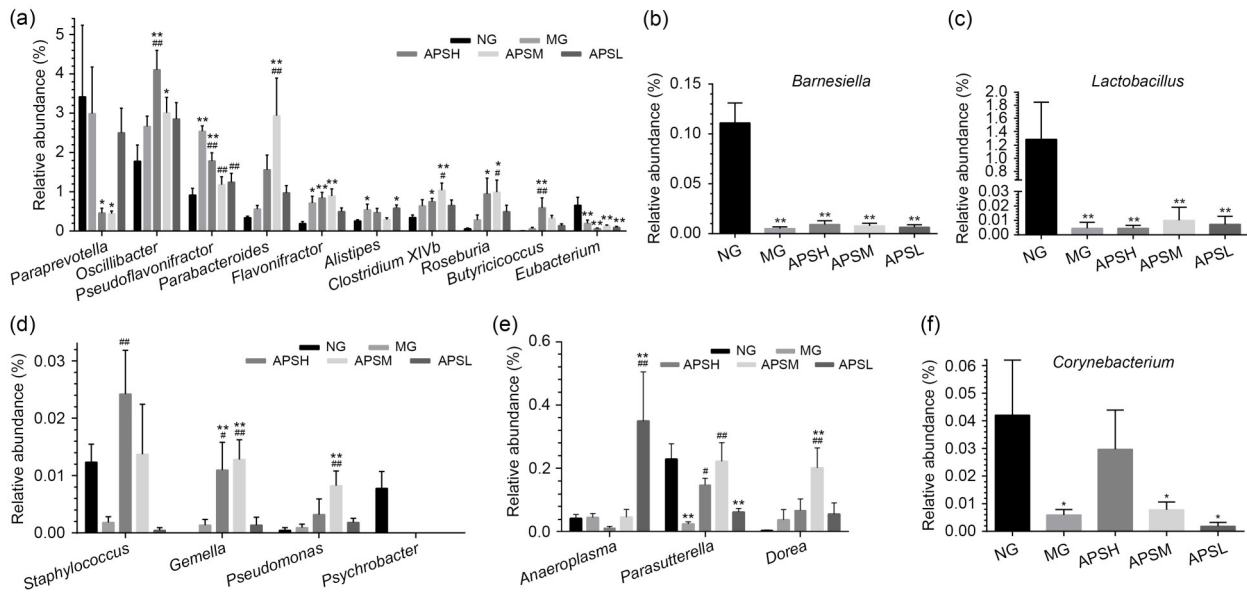 (a)
Relative abundance (%)
6
5
4
3
2
1
0
NG MG
APSH APSM APSL
** ##
*
** **
##
## ##
**
##
* *
* ** **
* *
* ** #
* * #
** ##
** ** ** **
Paraprevotella
Oscillibacter
Pseudoflavonifractor
Parabacteroides
Flavonifractor
Alistipes
Clostridium XIVb
Roseburia
Butyricicoccus
Eubacterium
(b)
Barnesiella
Relative abundance (%)
0.15
0.10
0.05
0.00
** ** ** **
NG MG APSH APSM APSL
(c)
Lactobacillus
Relative abundance (%)
2.0
1.8
1.4
1.2
1.0
0.6
0.03
0.02
0.01
0.00
** ** ** **
NG MG APSH APSM APSL
(d)
Relative abundance (%)
0.03
0.02
0.01
0.00
NG MG
APSH APSM APSL
##
** ** # ##
** ##
Staphylococcus
Gemella
Pseudomonas
Psychrobacter
(e)
Relative abundance (%)
0.6
0.4
0.2
0.0
NG MG
APSH APSM APSL
** ##
** # ## **
** ##
Anaeroplasma
Parasutterella
Dorea
(f)
Corynebacterium
Relative abundance (%)
0.06
0.05
0.04
0.03
0.02
0.01
0.00
* * *
NG MG APSH APSM APSL